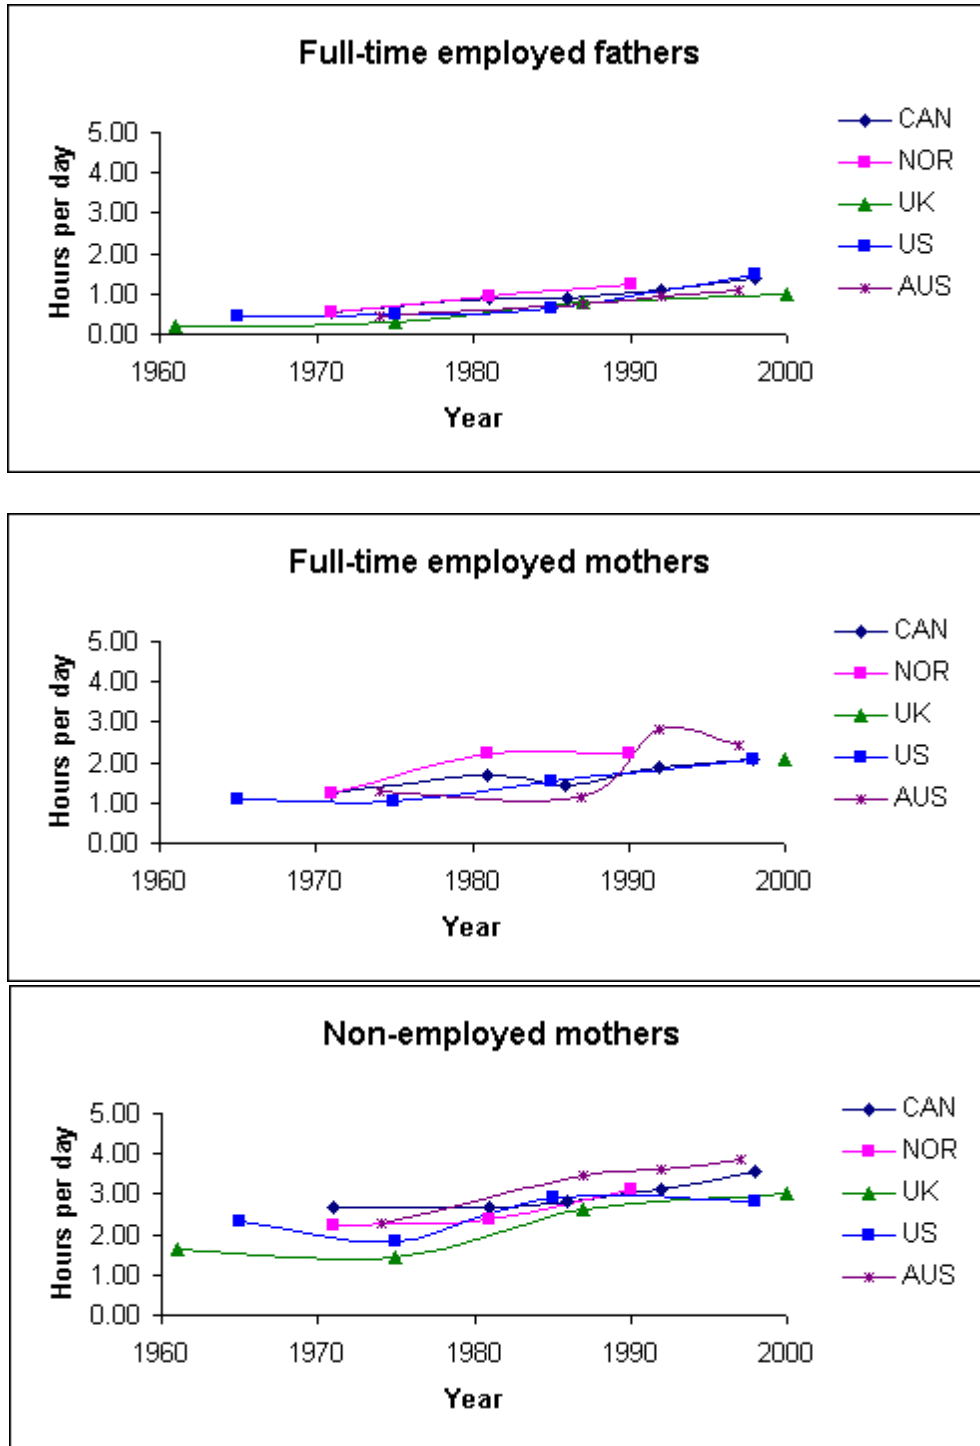 Full-time employed fathers
Hours per day
5.00
4.00
3.00
2.00
1.00
0.00
1960 1970 1980 1990 2000
Year
CAN
NOR
UK
US
AUS
Full-time employed mothers
Hours per day
5.00
4.00
3.00
2.00
1.00
0.00
1960 1970 1980 1990 2000
Year
CAN
NOR
UK
US
AUS
Non-employed mothers
Hours per day
5.00
4.00
3.00
2.00
1.00
0.00
1960 1970 1980 1990 2000
Year
CAN
NOR
UK
US
AUS